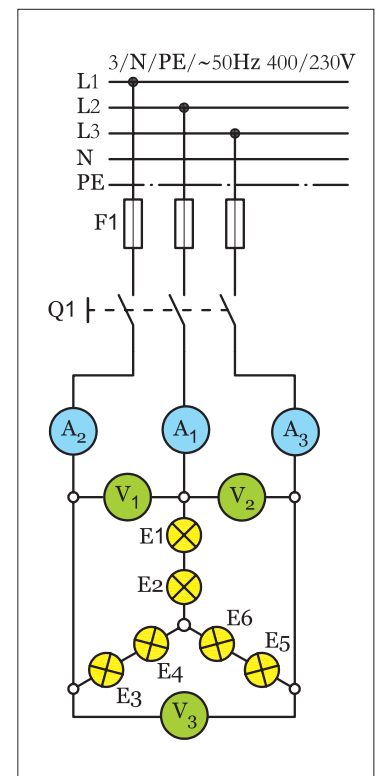 3/N/PE/~50Hz 400/230V
L1
L2
L3
N
PE
F1
Q1
A2 A1 A3
V1 V2
E1
E2
E6
E5
E4
E3
V3